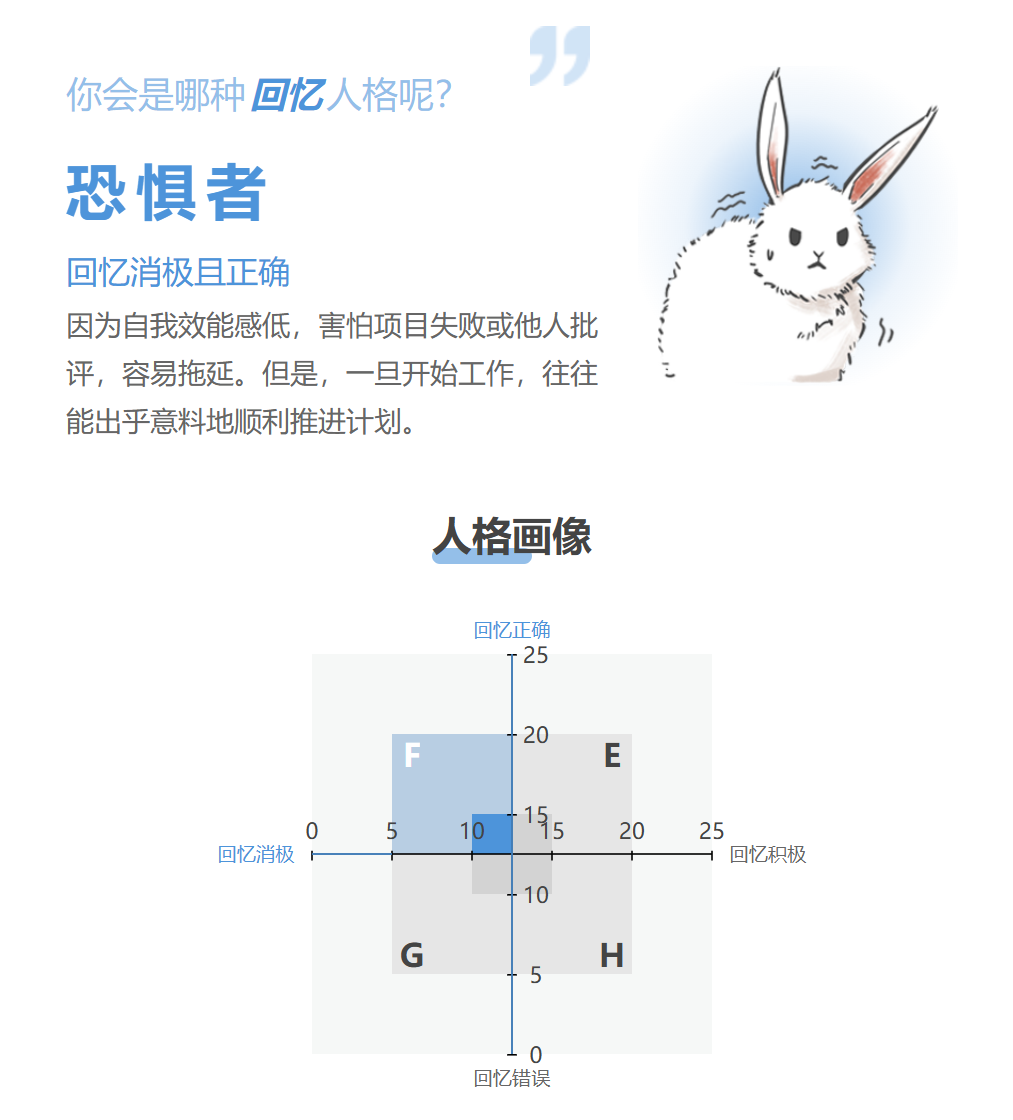 你会是哪种回忆人格呢？
恐惧者
回忆消极且正确
因为自我效能感低，害怕项目失败或他人批
评，容易拖延。但是，一旦开始工作，往往
能出乎意料地顺利推进计划。
人格画像
回忆正确
25
20
F
E
15
0
5
10
15
20
25
回忆消极
回忆积极
10
G
H
5
0
回忆错误